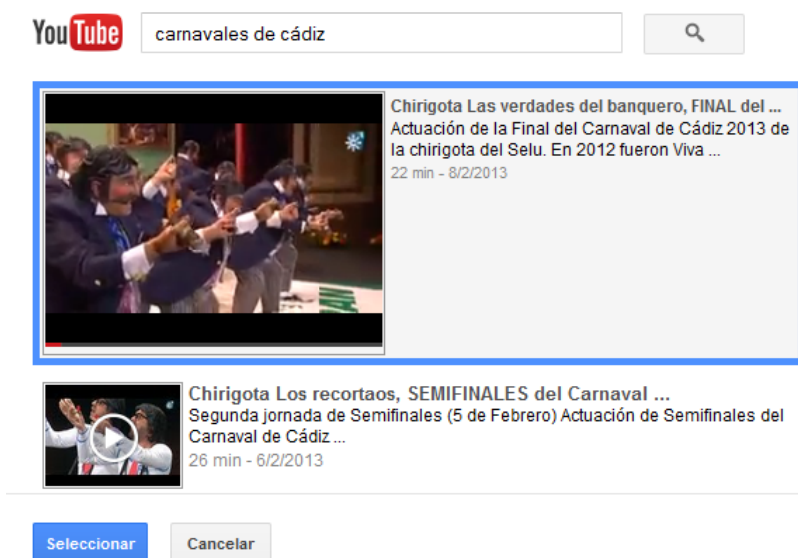 YouTube
carnavales de cádiz
Chirigota Las verdades del banquero, FINAL del ...
Actuación de la Final del Carnaval de Cádiz 2013 de
la chirigota del Selu. En 2012 fueron Viva ...
22 min - 8/2/2013
Chirigota Los recortaos, SEMIFINALES del Carnaval ...
Segunda jornada de Semifinales (5 de Febrero) Actuación de Semifinales del
Carnaval de Cádiz ...
26 min - 6/2/2013
Seleccionar
Cancelar